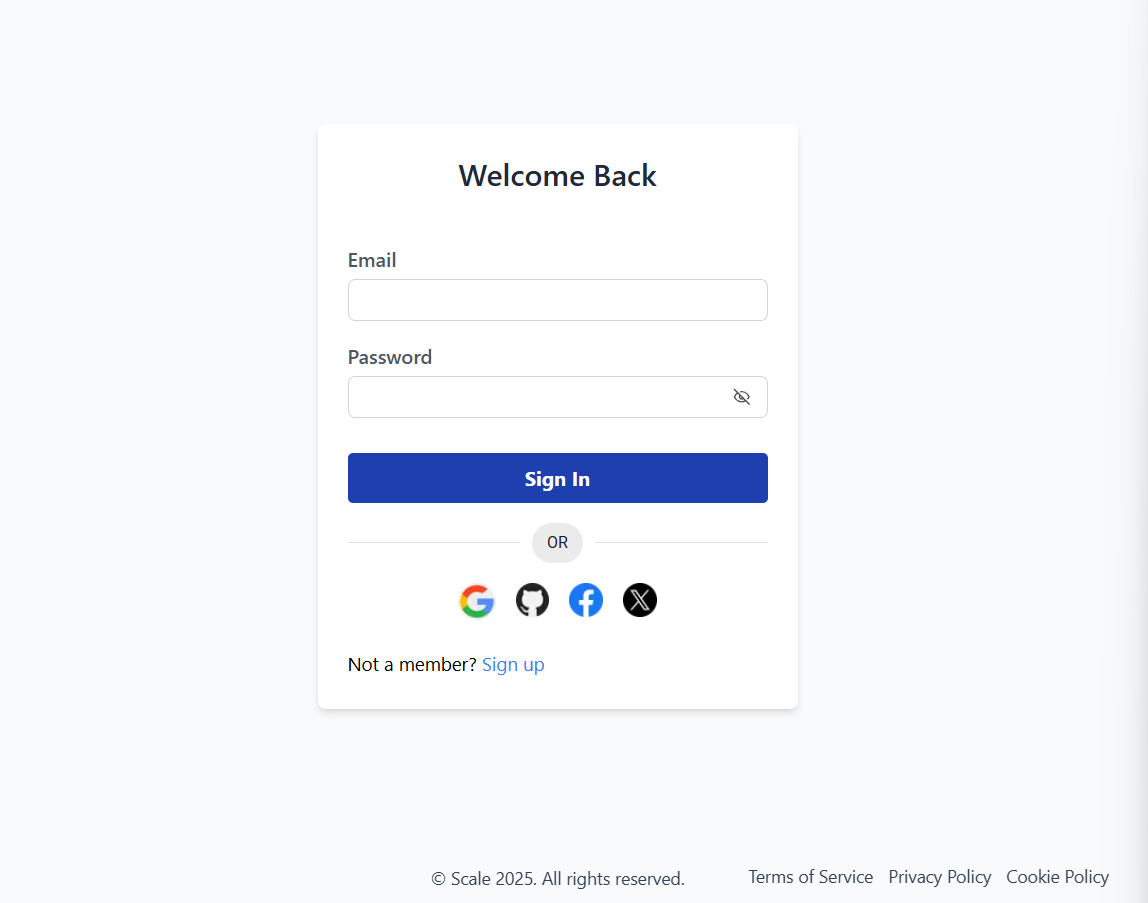 Welcome Back
Email
Password
Sign In
OR
Not a member? Sign up
© Scale 2025. All rights reserved.
Terms of Service Privacy Policy Cookie Policy